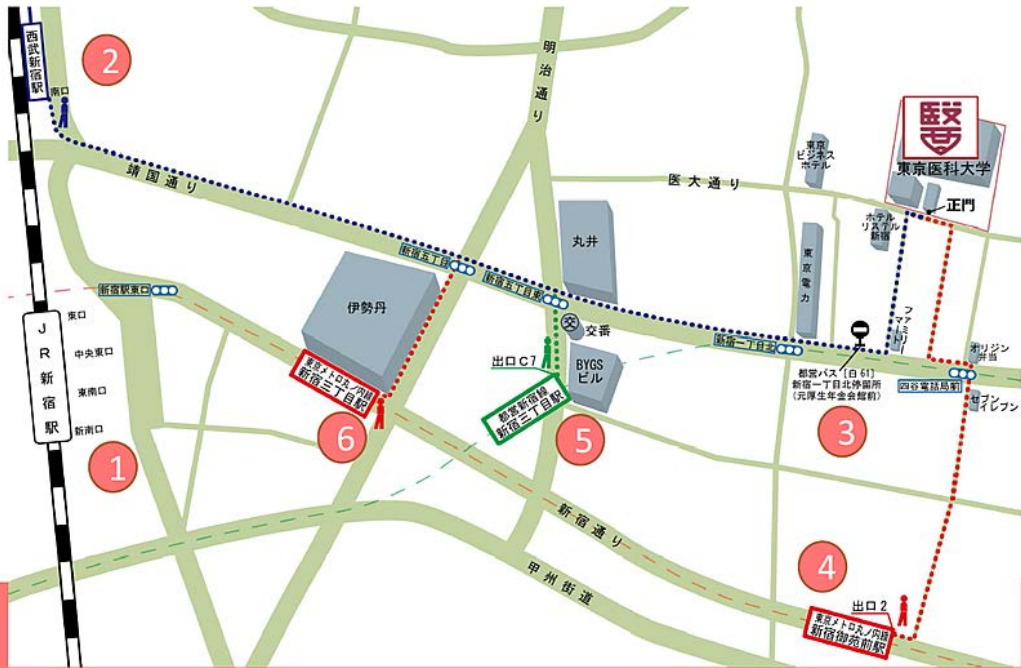 西武新宿駅
2
南口
明治通り
靖国通り
東京
ビジネス
ホテル
医大通り
東京医科大学
正門
ホテル
リステル
新宿
丸井
東京電力
新宿五丁目
新宿五丁目東
伊勢丹
新宿駅東口
JR新宿駅
東口
中央東口
東南口
新南口
1
東京メトロ丸ノ内線
新宿三丁目駅
6
交
交番
出口C7
BYGS
ビル
都営新宿線
新宿三丁目駅
5
新宿一丁目北
ファミリー
マート
都営バス[白61]
新宿一丁目北停留所
(元厚生年金会館前)
3
オリジン
弁当
四谷電話局前
セブン
イレブン
新宿通り
甲州街道
4
出口2
東京メトロ丸ノ内線
新宿御苑前駅